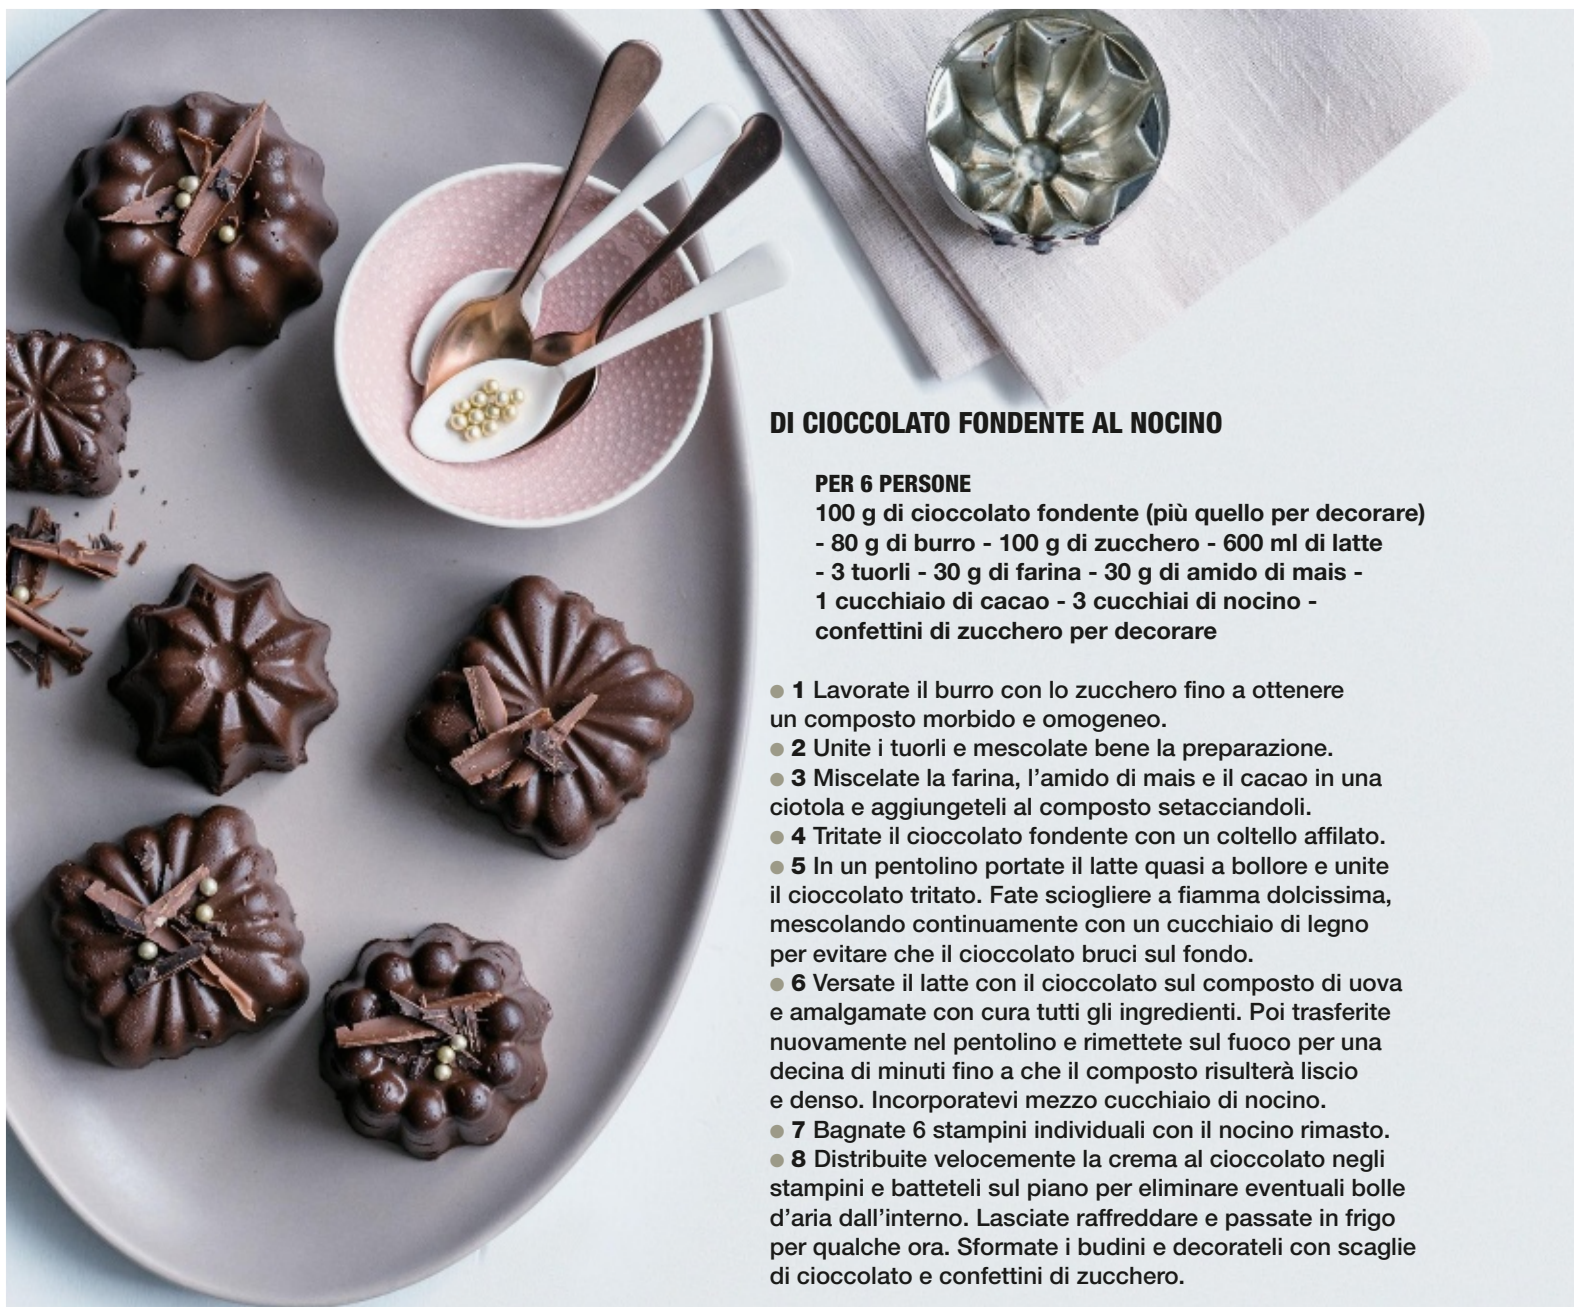 DI CIOCCOLATO FONDENTE AL NOCINO
PER 6 PERSONE
100 g di cioccolato fondente (più quello per decorare)
- 80 g di burro - 100 g di zucchero - 600 ml di latte
- 3 tuorli - 30 g di farina - 30 g di amido di mais -
1 cucchiaio di cacao - 3 cucchiai di nocino -
confettini di zucchero per decorare
● 1 Lavorate il burro con lo zucchero fino a ottenere
un composto morbido e omogeneo.
● 2 Unite i tuorli e mescolate bene la preparazione.
● 3 Miscelate la farina, l’amido di mais e il cacao in una
ciotola e aggiungeteli al composto setacciandoli.
● 4 Tritate il cioccolato fondente con un coltello affilato.
● 5 In un pentolino portate il latte quasi a bollore e unite
il cioccolato tritato. Fate sciogliere a fiamma dolcissima,
mescolando continuamente con un cucchiaio di legno
per evitare che il cioccolato bruci sul fondo.
● 6 Versate il latte con il cioccolato sul composto di uova
e amalgamate con cura tutti gli ingredienti. Poi trasferite
nuovamente nel pentolino e rimettete sul fuoco per una
decina di minuti fino a che il composto risulterà liscio
e denso. Incorporatevi mezzo cucchiaio di nocino.
● 7 Bagnate 6 stampini individuali con il nocino rimasto.
● 8 Distribuite velocemente la crema al cioccolato negli
stampini e batteteli sul piano per eliminare eventuali bolle
d’aria dall’interno. Lasciate raffreddare e passate in frigo
per qualche ora. Sformate i budini e decorateli con scaglie
di cioccolato e confettini di zucchero.